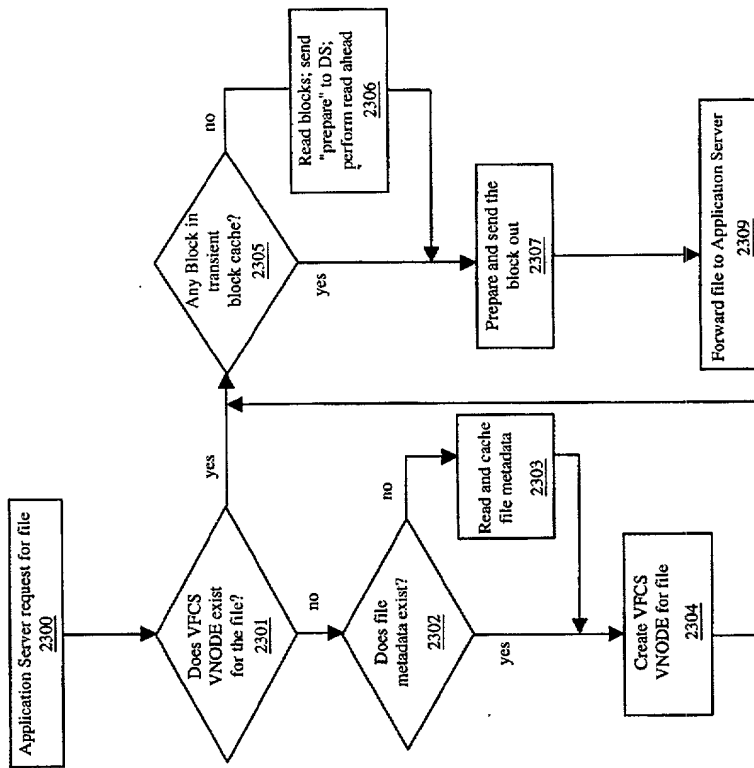 Application Server request for file
2300
Does VFCS
VNODE exist
for the file?
2301
yes
no
Does file
metadata exist?
2302
no
yes
Read and cache
file metadata
2303
Create VFCS
VNODE for file
2304
Any Block in
transient
block cache?
2305
no
yes
Read blocks; send
"prepare" to DS;
perform read ahead
2306
Prepare and send the
block out
2307
Forward file to Application Server
2309